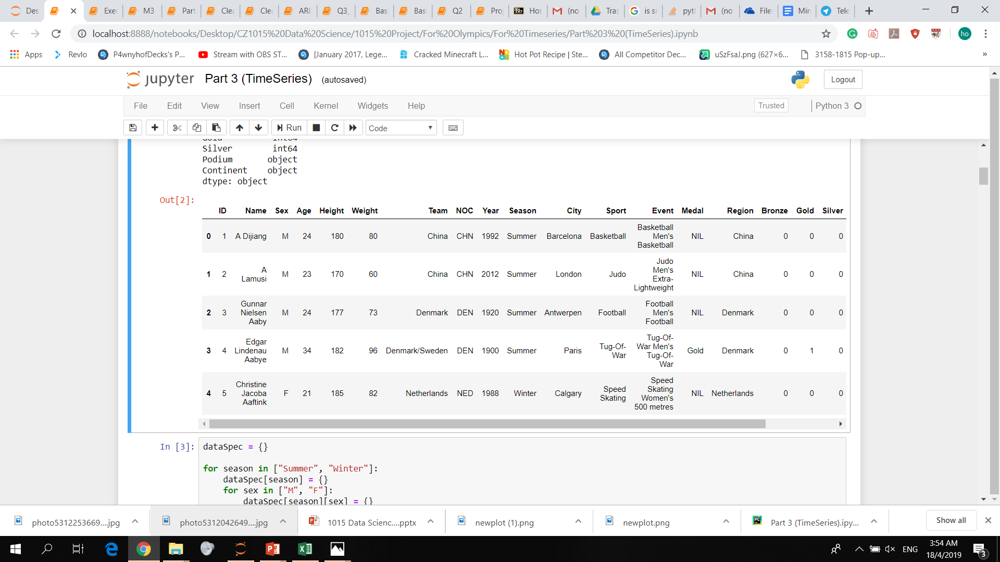 Des Exer M3 Part Clea Clea ARI Q3_ Basi Basi Q2 Proj Bb Hor (no Tras is sr pyth (no File Min Tele
localhost:8888/notebooks/Desktop/CZ1015%20Data%20Science/1015%20Project/For%20Olympics/For%20Timeseries/Part%203%20(TimeSeries).ipynb ho
Apps Revlo P4wnyhofDecks's P... Stream with OBS ST... [January 2017, Lege... Cracked Minecraft L... Hot Pot Recipe | Ste... All Competitor Dec... uSzFsaJ.png (627×6... 3158-1815 Pop-up... »
jupyter Part 3 (TimeSeries) (autosaved) Logout
File Edit View Insert Cell Kernel Widgets Help Trusted Python 3
Run Code
Gold int64
Silver int64
Podium object
Continent object
dtype: object
Out[2]:
ID Name Sex Age Height Weight Team NOC Year Season City Sport Event Medal Region Bronze Gold Silver
0 1 A Dijiang M 24 180 80 China CHN 1992 Summer Barcelona Basketball Basketball Men's Basketball NIL China 0 0 0
1 2 A Lamusi M 23 170 60 China CHN 2012 Summer London Judo Judo Men's Extra-Lightweight NIL China 0 0 0
2 3 Gunnar Nielsen Aaby M 24 177 73 Denmark DEN 1920 Summer Antwerpen Football Football Men's Football NIL Denmark 0 0 0
3 4 Edgar Lindenau Aabye M 34 182 96 Denmark/Sweden DEN 1900 Summer Paris Tug-Of-War Tug-Of-War Men's Tug-Of-War Gold Denmark 0 1 0
4 5 Christine Jacoba Aaftink F 21 185 82 Netherlands NED 1988 Winter Calgary Speed Skating Speed Skating Women's 500 metres NIL Netherlands 0 0 0
In [3]: dataSpec = {}
for season in ["Summer", "Winter"]:
    dataSpec[season] = {}
    for sex in ["M", "F"]:
        dataSpec[season][sex] = {}
photo5312253669....jpg photo5312042649....jpg 1015 Data Scienc....pptx newplot (1).png newplot.png Part 3 (TimeSeries).ipy... Show all
ENG 3:54 AM
18/4/2019 3